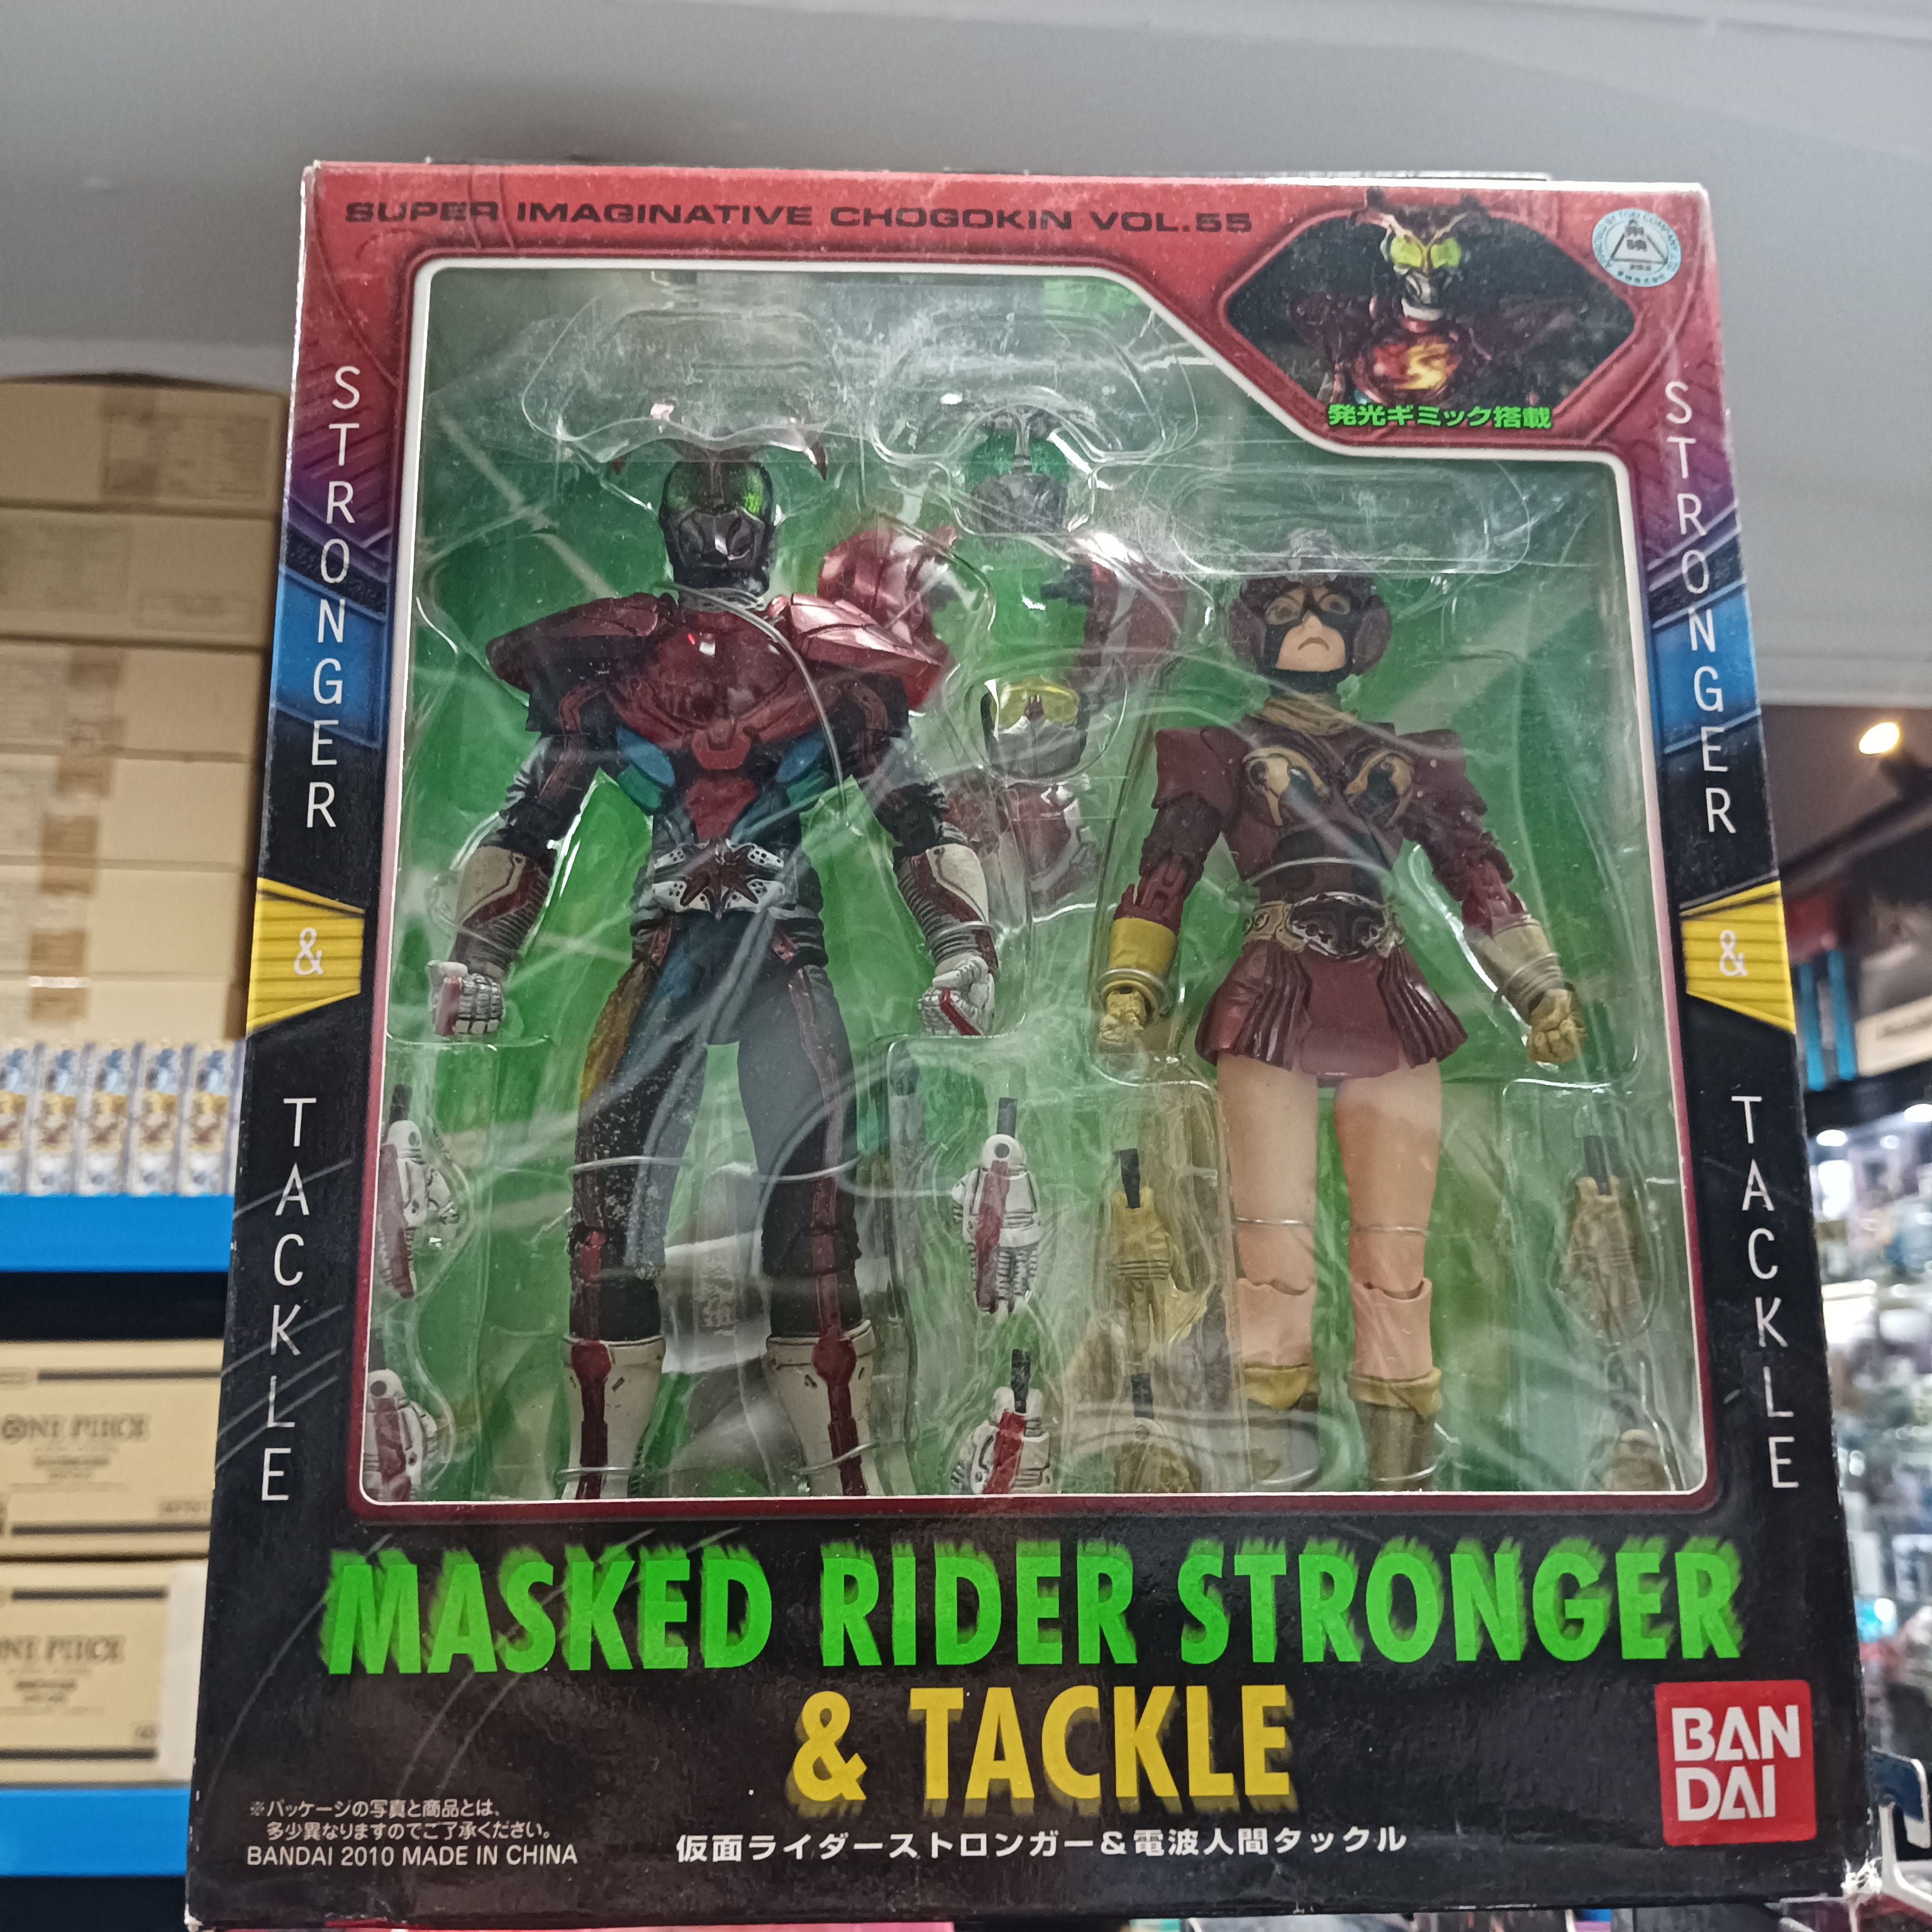 SUPER IMAGINATIVE CHOGOKIN VOL.55
発光ギミック搭載
STRONGER
&
TACKLE
STRONGER
&
TACKLE
MASKED RIDER STRONGER
& TACKLE
仮面ライダーストロンガー&電波人間タックル
※パッケージの写真と商品とは、
多少異なりますのでご了承ください。
BANDAI 2010 MADE IN CHINA
BAN
DAI
ONE PIECE
ONE PIECE